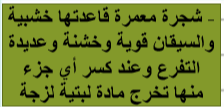 - شجرة معمرة قاعدتها خشبية
والسيقان قوية وخشنة وعديدة
التفرع وعند كسر أي جزء
منها تخرج مادة لبنية لزجة